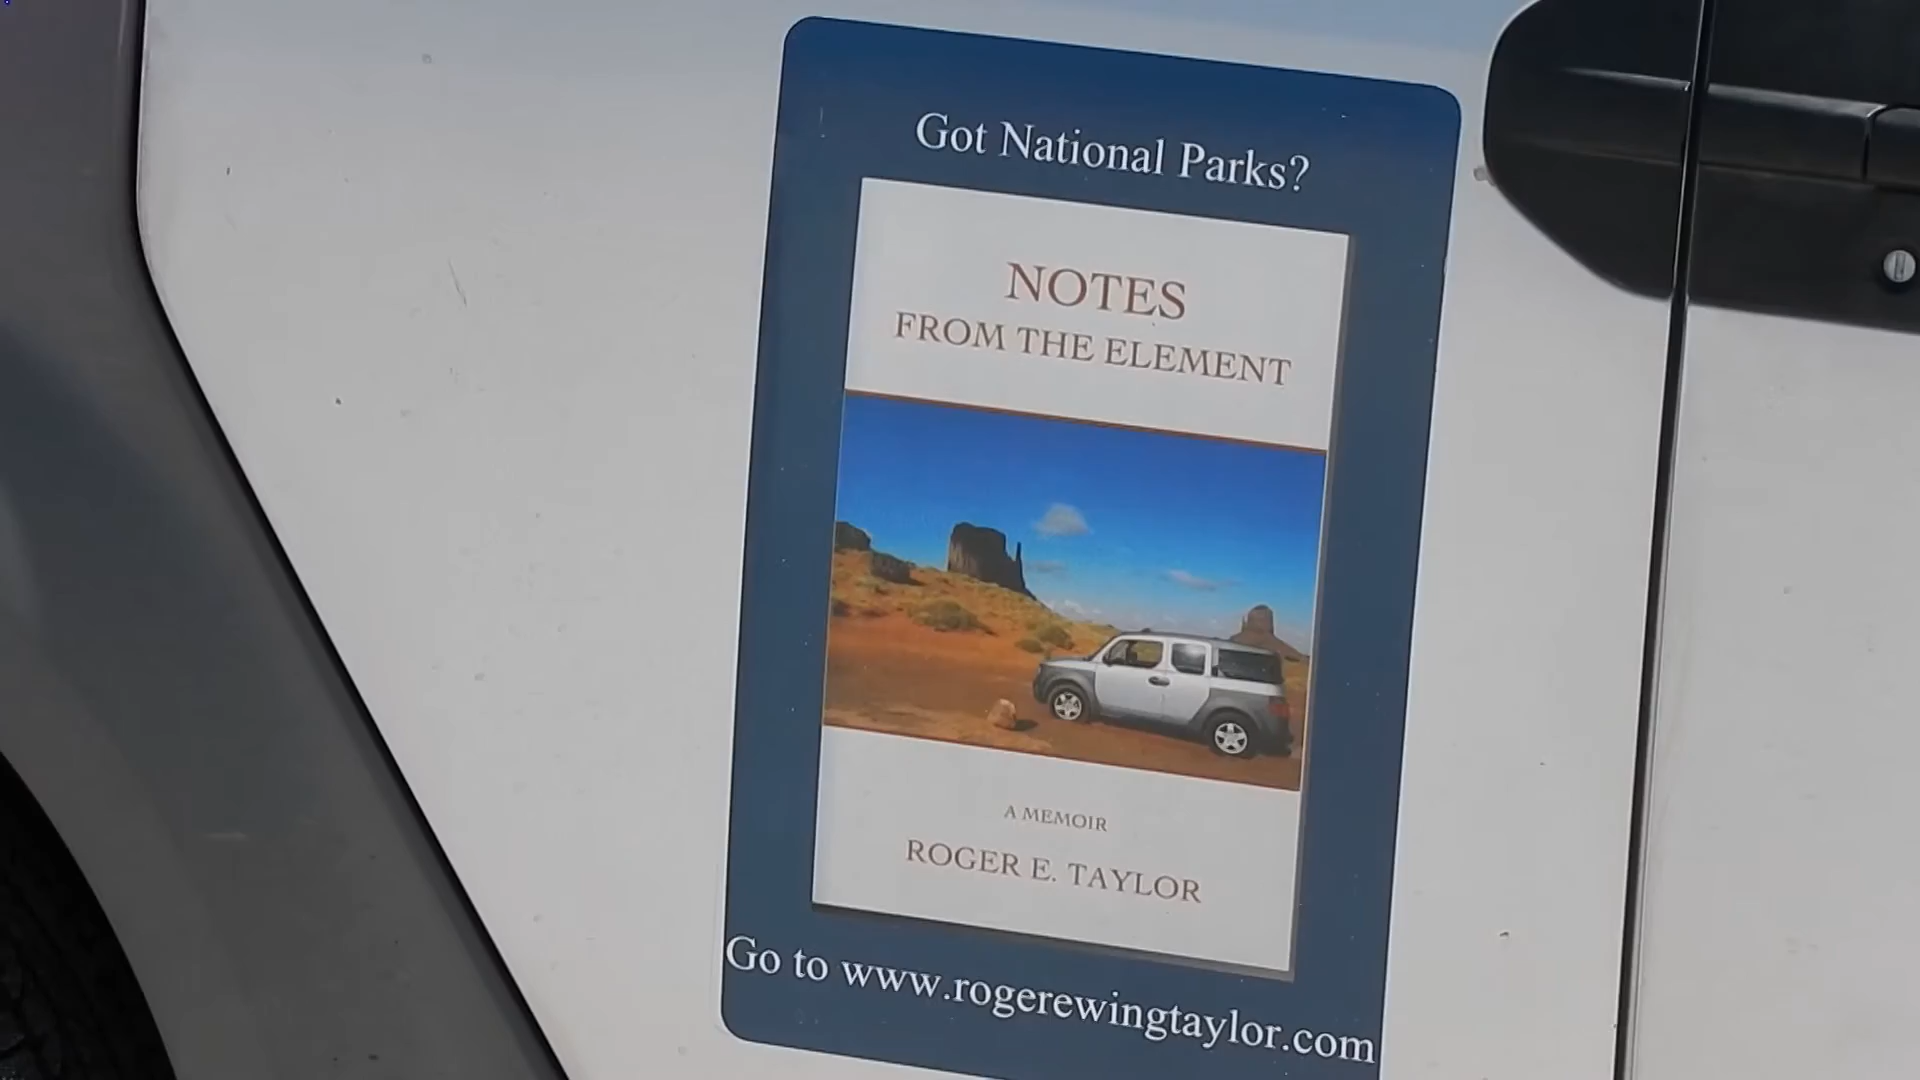 Got National Parks?
NOTES
FROM THE ELEMENT
A MEMOIR
ROGER E. TAYLOR
Go to www.rogerewingtaylor.com